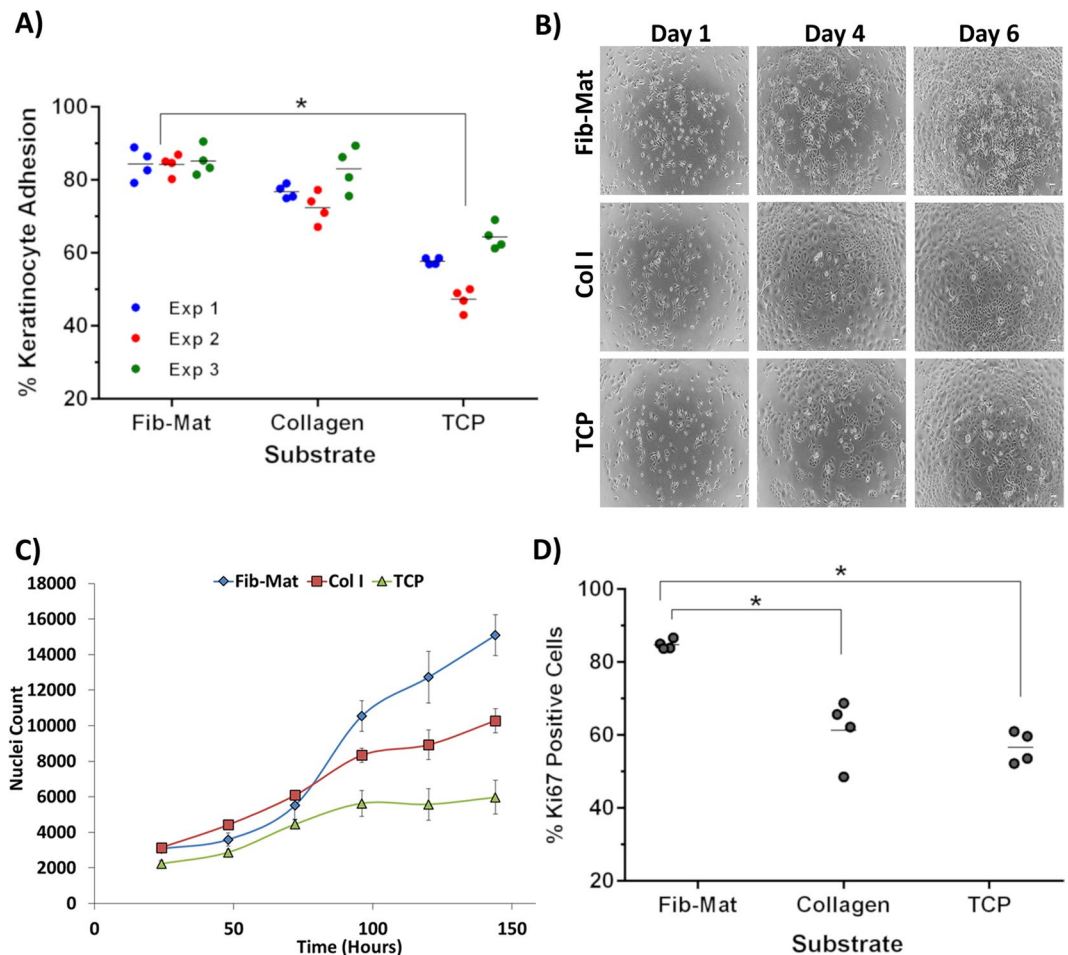 A)
% Keratinocyte Adhesion
100
80
60
40
20
*
Exp 1
Exp 2
Exp 3
Fib-Mat Collagen TCP
Substrate
B)
Day 1 Day 4 Day 6
Fib-Mat
Col I
TCP
C)
Fib-Mat Col I TCP
Nuclei Count
18000
16000
14000
12000
10000
8000
6000
4000
2000
0
0 50 100 150
Time (Hours)
D)
% Ki67 Positive Cells
100
80
60
40
20
*
*
Fib-Mat Collagen TCP
Substrate